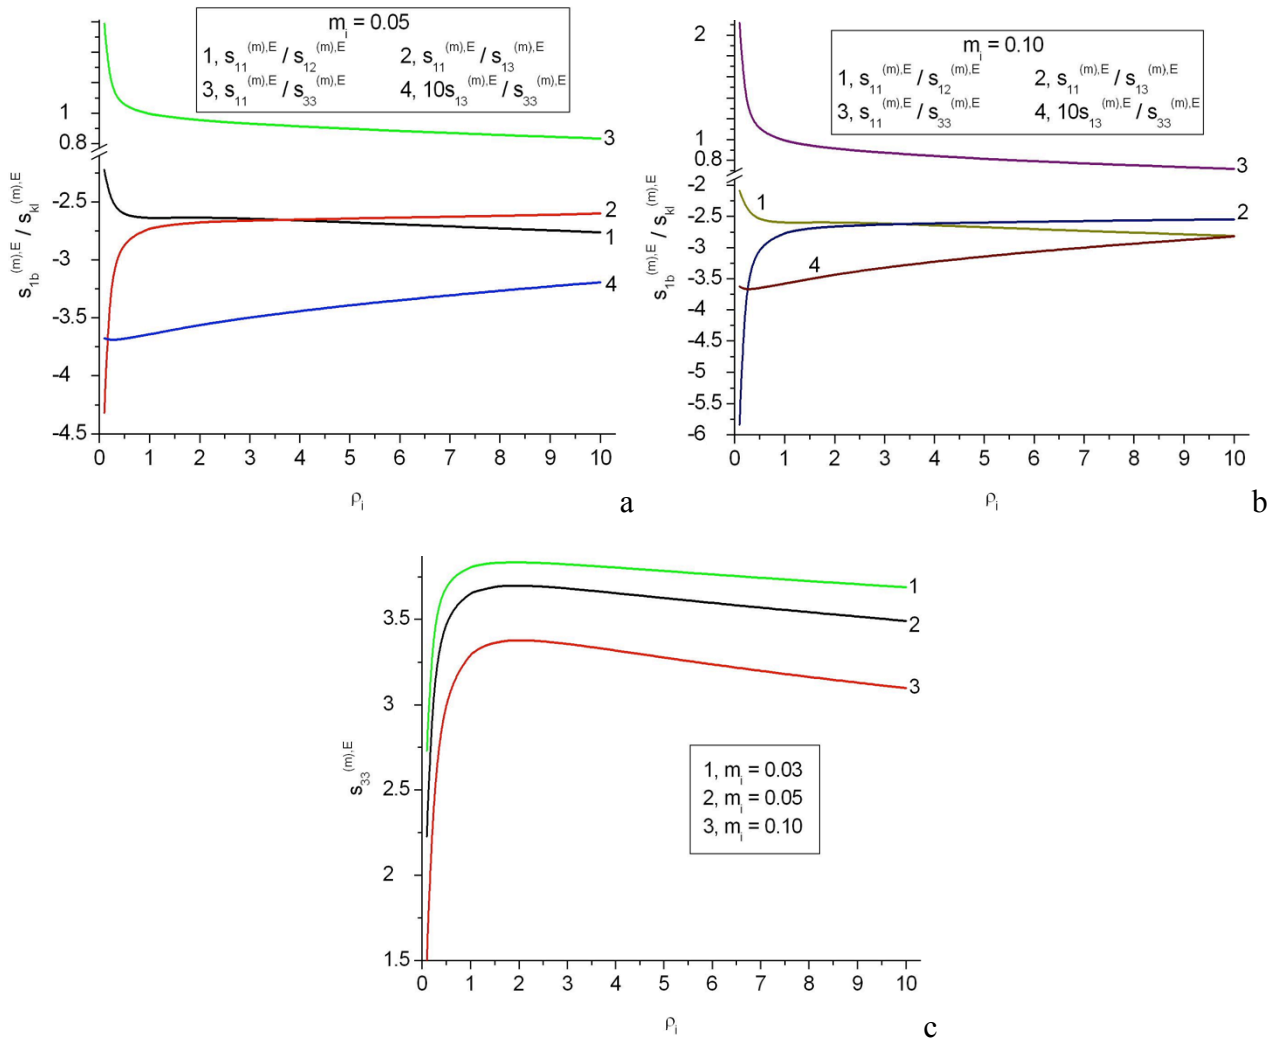 m_i = 0.05
1, s_11^(m),E / s_12^(m),E 2, s_11^(m),E / s_13^(m),E
3, s_11^(m),E / s_33^(m),E 4, 10s_13^(m),E / s_33^(m),E
1
0.8
-2.5
-3
-3.5
-4
-4.5
s_1b^(m),E / s_kl^(m),E
3
2
1
4
0 1 2 3 4 5 6 7 8 9 10
ρ_i
a
m_i = 0.10
1, s_11^(m),E / s_12^(m),E 2, s_11^(m),E / s_13^(m),E
3, s_11^(m),E / s_33^(m),E 4, 10s_13^(m),E / s_33^(m),E
2
1
0.8
-2
-2.5
-3
-3.5
-4
-4.5
-5
-5.5
-6
s_1b^(m),E / s_kl^(m),E
3
1
2
4
0 1 2 3 4 5 6 7 8 9 10
ρ_i
b
3.5
3
2.5
2
1.5
s_33^(m),E
1
2
3
1, m_i = 0.03
2, m_i = 0.05
3, m_i = 0.10
0 1 2 3 4 5 6 7 8 9 10
ρ_i
c